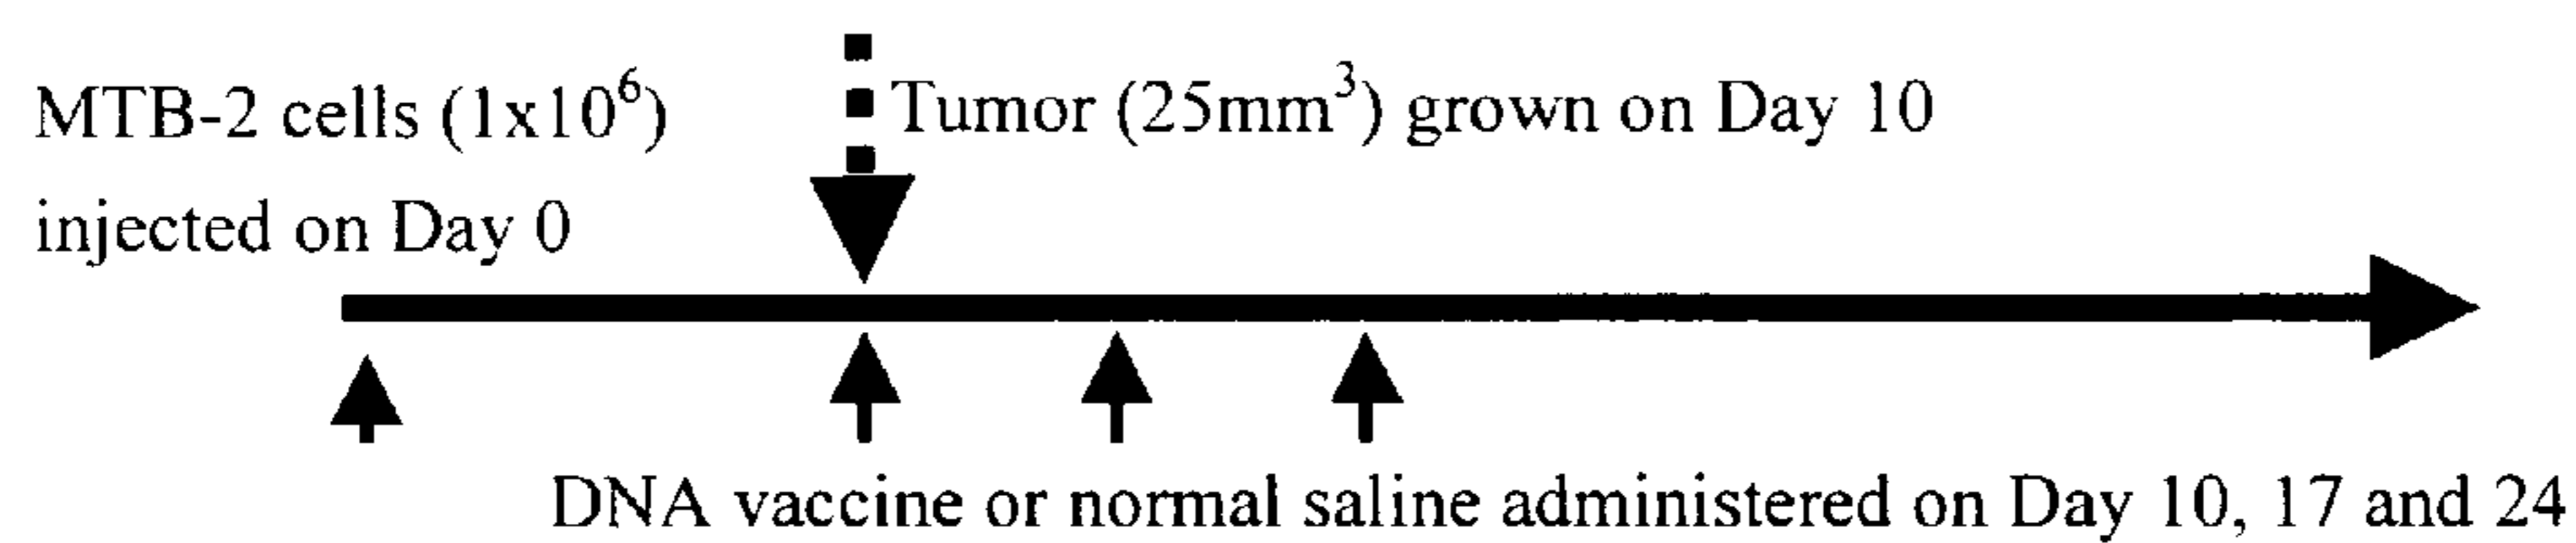 MTB-2 cells (1x10⁶)
injected on Day 0
Tumor (25mm³) grown on Day 10
DNA vaccine or normal saline administered on Day 10, 17 and 24